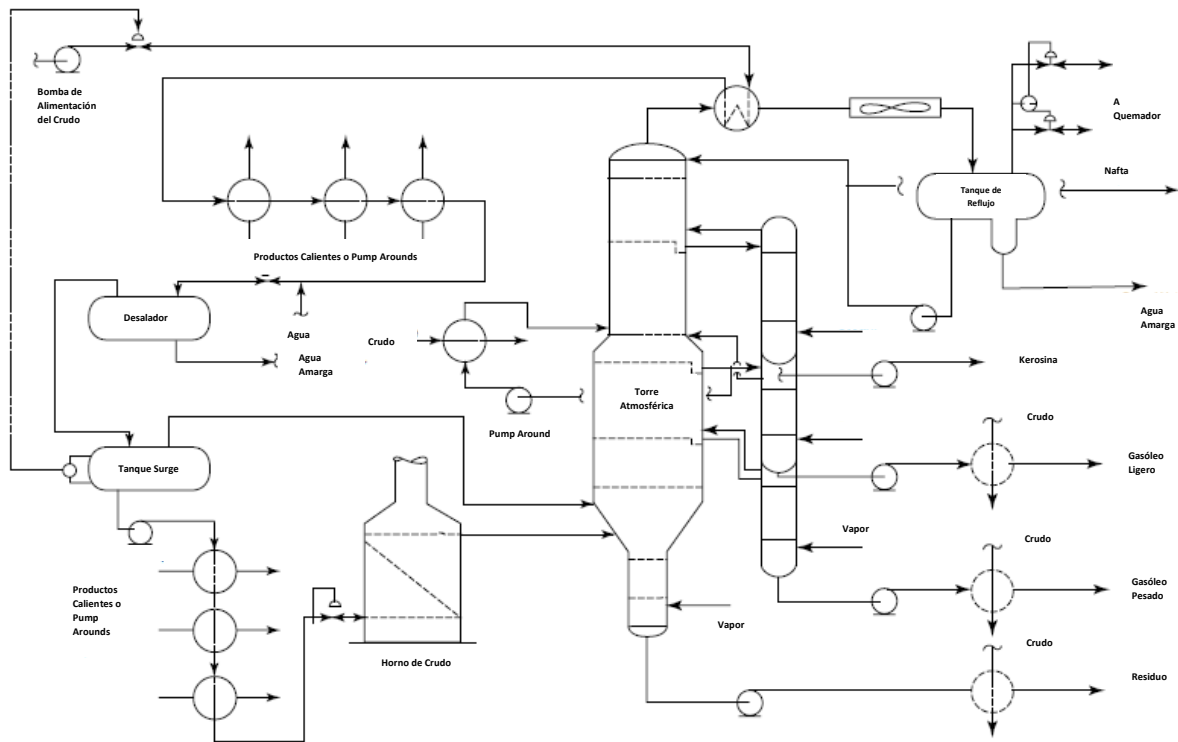 Bomba de
Alimentación
del Crudo
A
Quemador
Tanque de
Reflujo
Nafta
Productos Calientes o Pump Arounds
Desalador
Agua
Agua
Amarga
Crudo
Agua
Amarga
Kerosina
Torre
Atmosférica
Pump Around
Crudo
Gasóleo
Ligero
Tanque Surge
Vapor
Crudo
Gasóleo
Pesado
Productos
Calientes o
Pump
Arounds
Vapor
Horno de Crudo
Crudo
Residuo